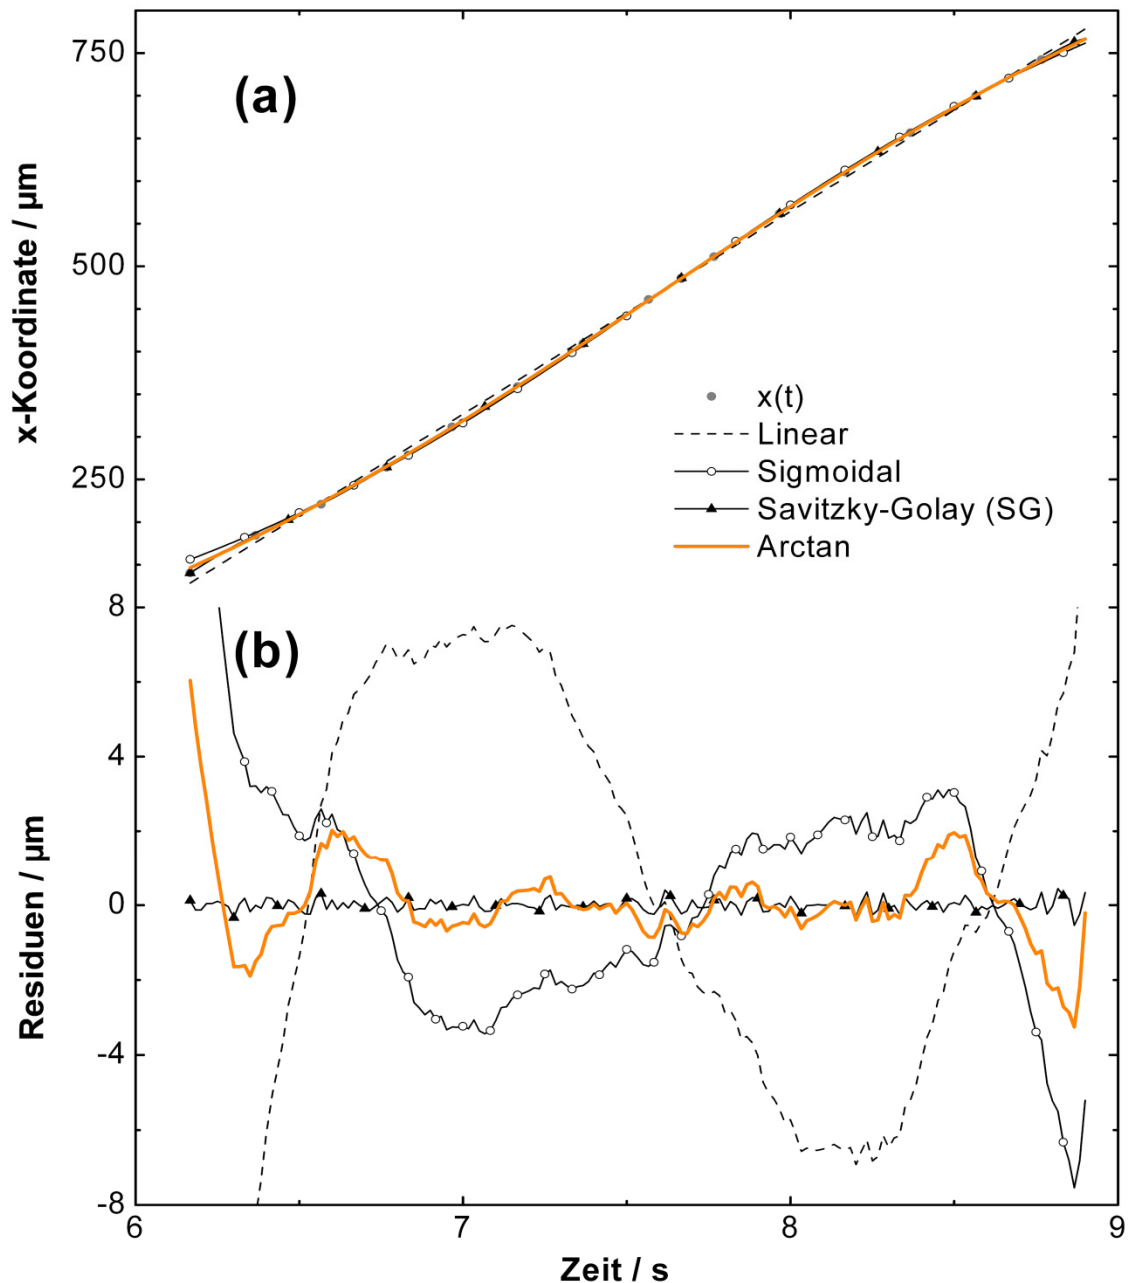 750
(a)
x-Koordinate / µm
500
x(t)
Linear
250
Sigmoidal
Savitzky-Golay (SG)
Arctan
8
(b)
4
Residuen / µm
0
-4
-8
6 7 8 9
Zeit / s